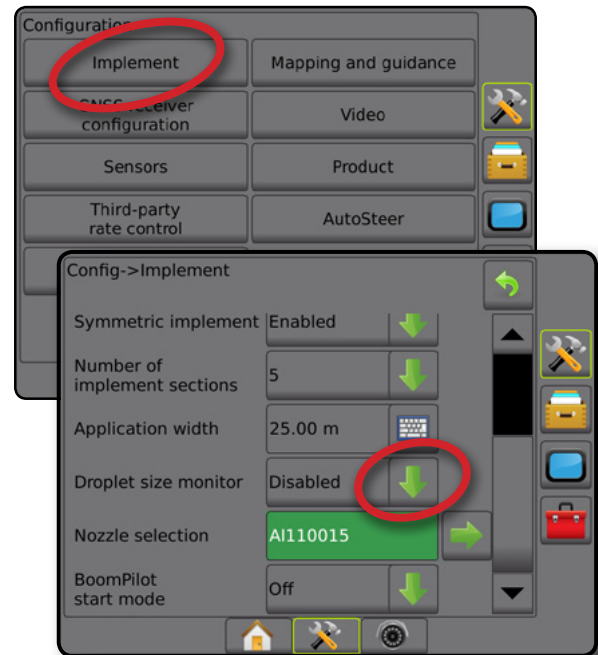 Configuration
Implement
Mapping and guidance
GNSS receiver
configuration
Video
Sensors
Product
Third-party
rate control
AutoSteer
Config->Implement
Symmetric implement
Enabled
Number of
implement sections
5
Application width
25.00 m
Droplet size monitor
Disabled
Nozzle selection
AI110015
BoomPilot
start mode
Off